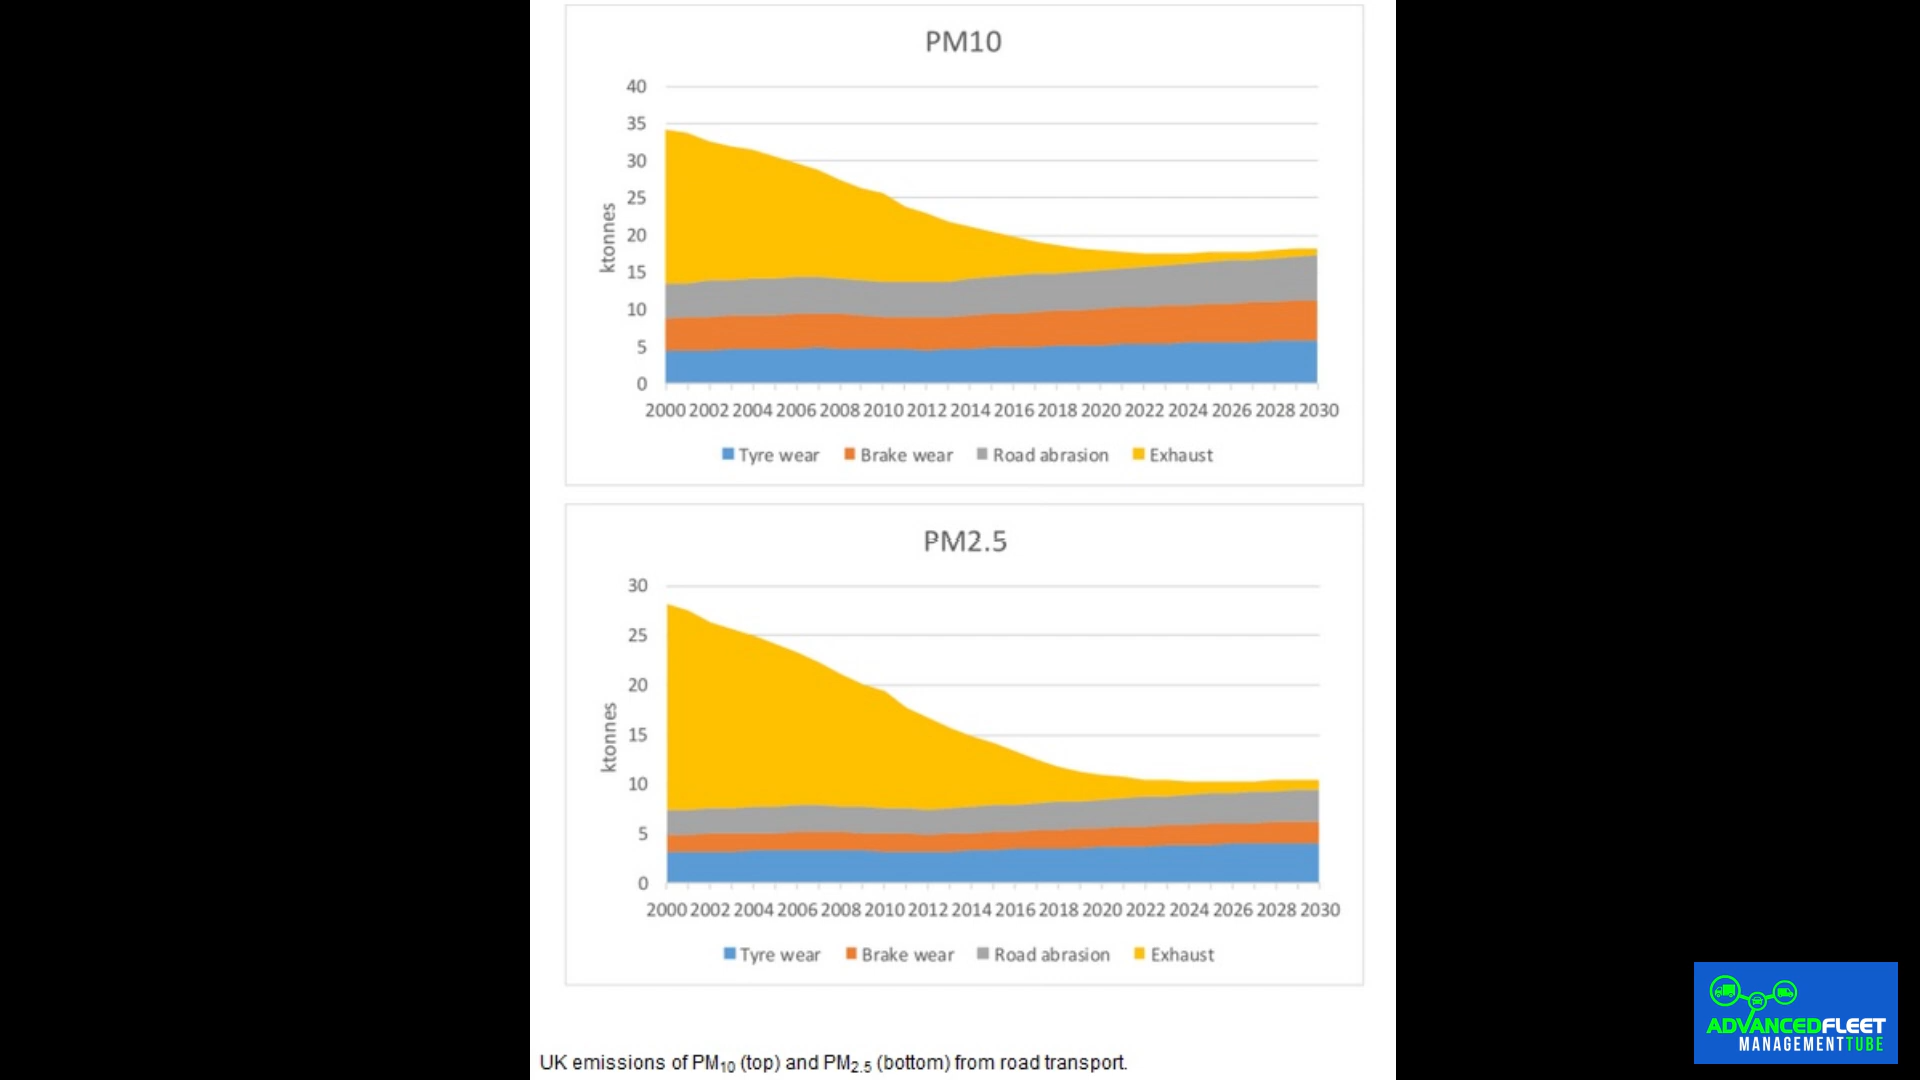 PM10
40
35
30
25
20
15
10
5
0
ktonnes
2000 2002 2004 2006 2008 2010 2012 2014 2016 2018 2020 2022 2024 2026 2028 2030
Tyre wear Brake wear Road abrasion Exhaust
PM2.5
30
25
20
15
10
5
0
ktonnes
2000 2002 2004 2006 2008 2010 2012 2014 2016 2018 2020 2022 2024 2026 2028 2030
Tyre wear Brake wear Road abrasion Exhaust
UK emissions of PM₁₀ (top) and PM₂.₅ (bottom) from road transport.
ADVANCEDFLEET
MANAGEMENTTUBE